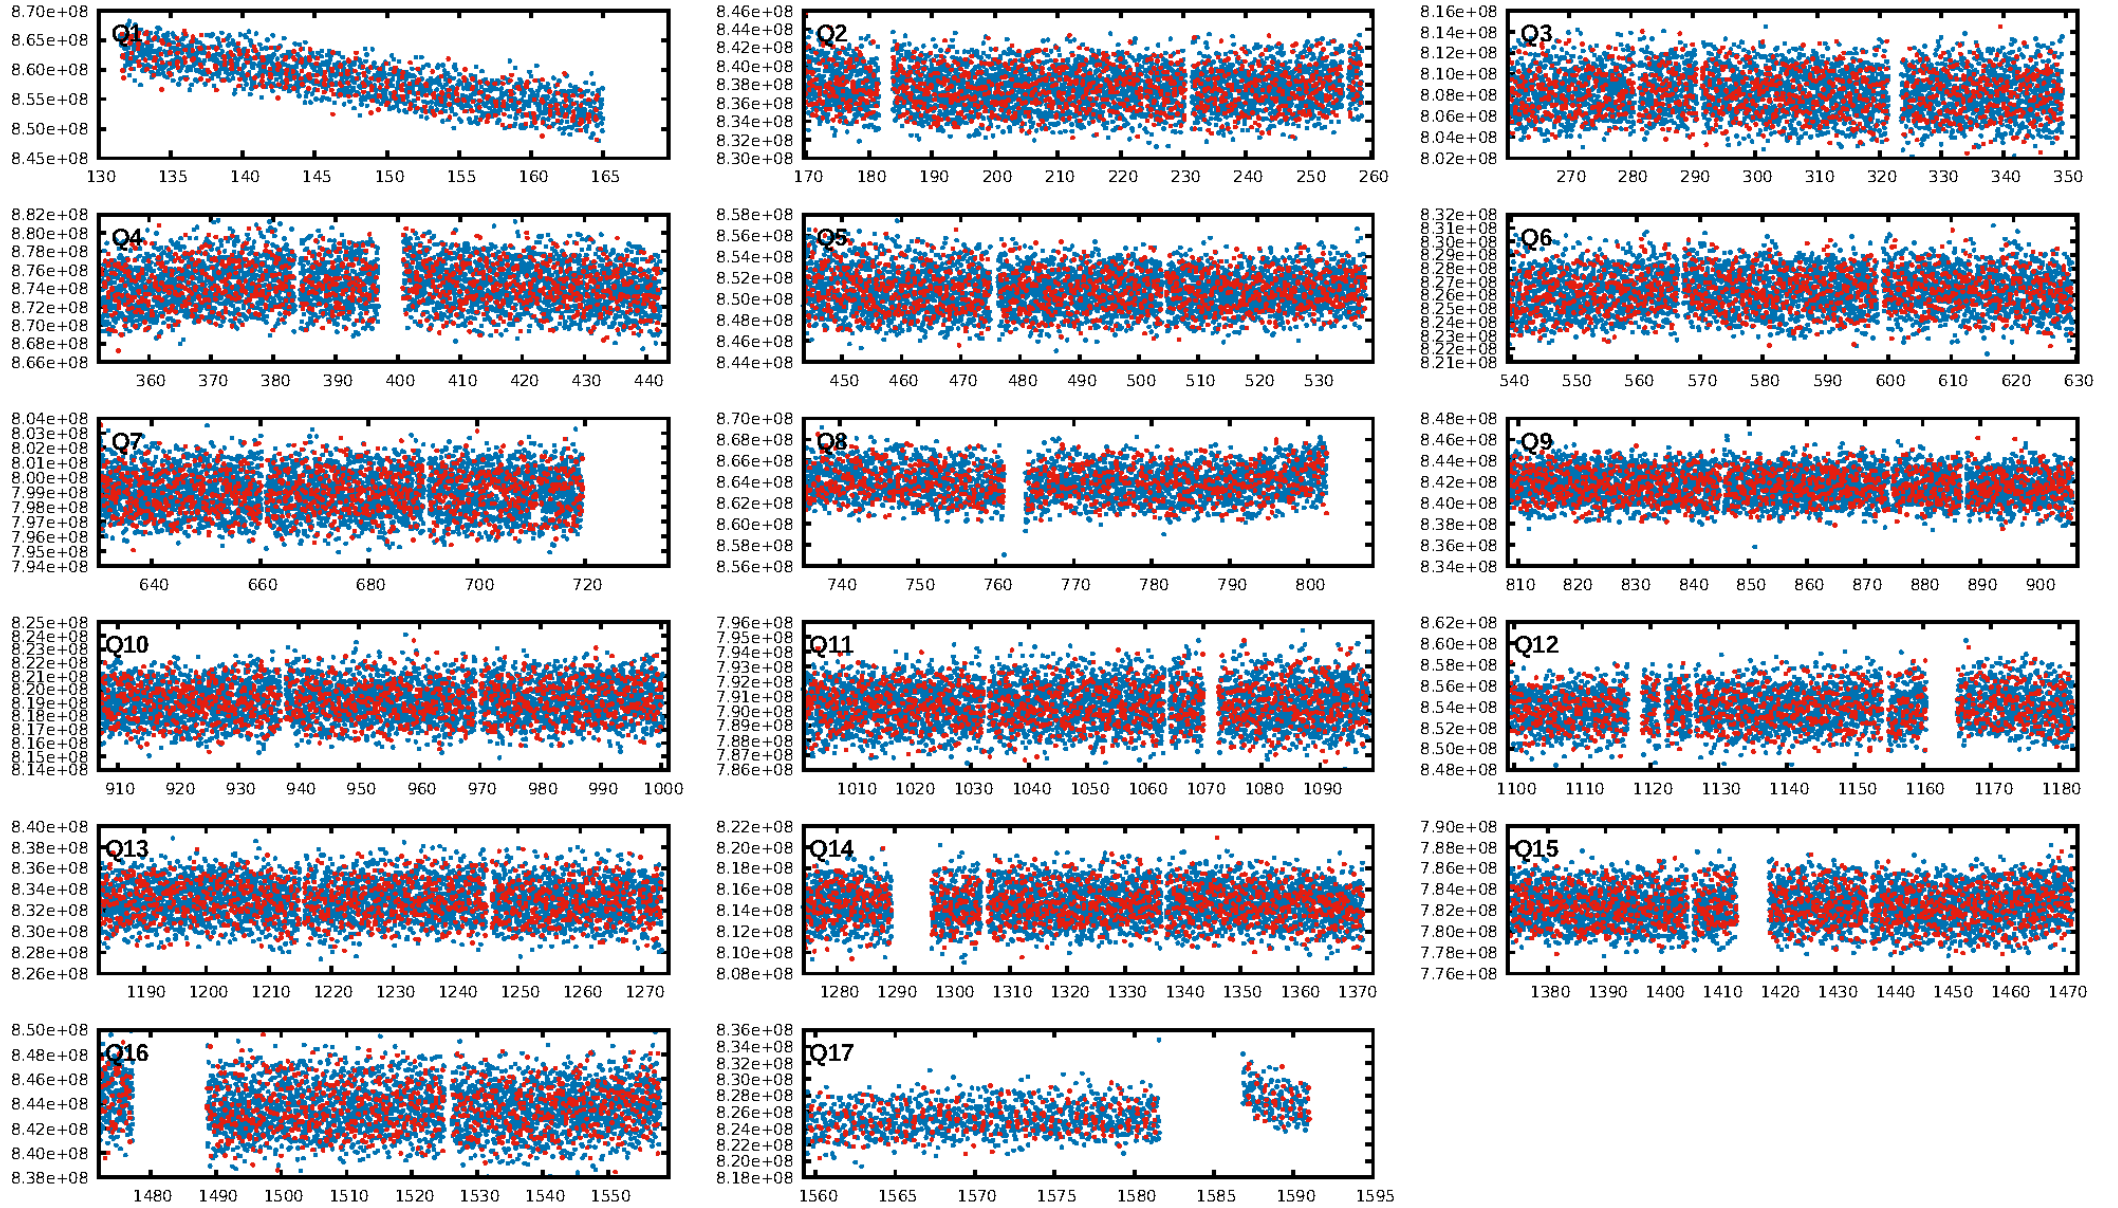 Q1
8.70e+08
8.65e+08
8.60e+08
8.55e+08
8.50e+08
8.45e+08
130 135 140 145 150 155 160 165
Q2
8.46e+08
8.44e+08
8.42e+08
8.40e+08
8.38e+08
8.36e+08
8.34e+08
8.32e+08
8.30e+08
170 180 190 200 210 220 230 240 250 260
Q3
8.16e+08
8.14e+08
8.12e+08
8.10e+08
8.08e+08
8.06e+08
8.04e+08
8.02e+08
270 280 290 300 310 320 330 340 350
Q4
8.82e+08
8.80e+08
8.78e+08
8.76e+08
8.74e+08
8.72e+08
8.70e+08
8.68e+08
8.66e+08
360 370 380 390 400 410 420 430 440
Q5
8.58e+08
8.56e+08
8.54e+08
8.52e+08
8.50e+08
8.48e+08
8.46e+08
8.44e+08
450 460 470 480 490 500 510 520 530
Q6
8.32e+08
8.31e+08
8.30e+08
8.29e+08
8.28e+08
8.27e+08
8.26e+08
8.25e+08
8.24e+08
8.23e+08
8.22e+08
8.21e+08
540 550 560 570 580 590 600 610 620 630
Q7
8.04e+08
8.03e+08
8.02e+08
8.01e+08
8.00e+08
7.99e+08
7.98e+08
7.97e+08
7.96e+08
7.95e+08
7.94e+08
640 660 680 700 720
Q8
8.70e+08
8.68e+08
8.66e+08
8.64e+08
8.62e+08
8.60e+08
8.58e+08
8.56e+08
740 750 760 770 780 790 800
Q9
8.48e+08
8.46e+08
8.44e+08
8.42e+08
8.40e+08
8.38e+08
8.36e+08
8.34e+08
810 820 830 840 850 860 870 880 890 900
Q10
8.25e+08
8.24e+08
8.23e+08
8.22e+08
8.21e+08
8.20e+08
8.19e+08
8.18e+08
8.17e+08
8.16e+08
8.15e+08
8.14e+08
910 920 930 940 950 960 970 980 990 1000
Q11
7.96e+08
7.95e+08
7.94e+08
7.93e+08
7.92e+08
7.91e+08
7.90e+08
7.89e+08
7.88e+08
7.87e+08
7.86e+08
1010 1020 1030 1040 1050 1060 1070 1080 1090
Q12
8.62e+08
8.60e+08
8.58e+08
8.56e+08
8.54e+08
8.52e+08
8.50e+08
8.48e+08
1100 1110 1120 1130 1140 1150 1160 1170 1180
Q13
8.40e+08
8.38e+08
8.36e+08
8.34e+08
8.33e+08
8.32e+08
8.30e+08
8.28e+08
8.26e+08
1190 1200 1210 1220 1230 1240 1250 1260 1270
Q14
8.22e+08
8.20e+08
8.18e+08
8.16e+08
8.14e+08
8.12e+08
8.10e+08
8.08e+08
1280 1290 1300 1310 1320 1330 1340 1350 1360 1370
Q15
7.90e+08
7.88e+08
7.86e+08
7.84e+08
7.82e+08
7.80e+08
7.78e+08
7.76e+08
1380 1390 1400 1410 1420 1430 1440 1450 1460 1470
Q16
8.50e+08
8.48e+08
8.46e+08
8.44e+08
8.42e+08
8.40e+08
8.38e+08
1480 1490 1500 1510 1520 1530 1540 1550
Q17
8.36e+08
8.34e+08
8.32e+08
8.30e+08
8.28e+08
8.26e+08
8.24e+08
8.22e+08
8.20e+08
8.18e+08
1560 1565 1570 1575 1580 1585 1590 1595